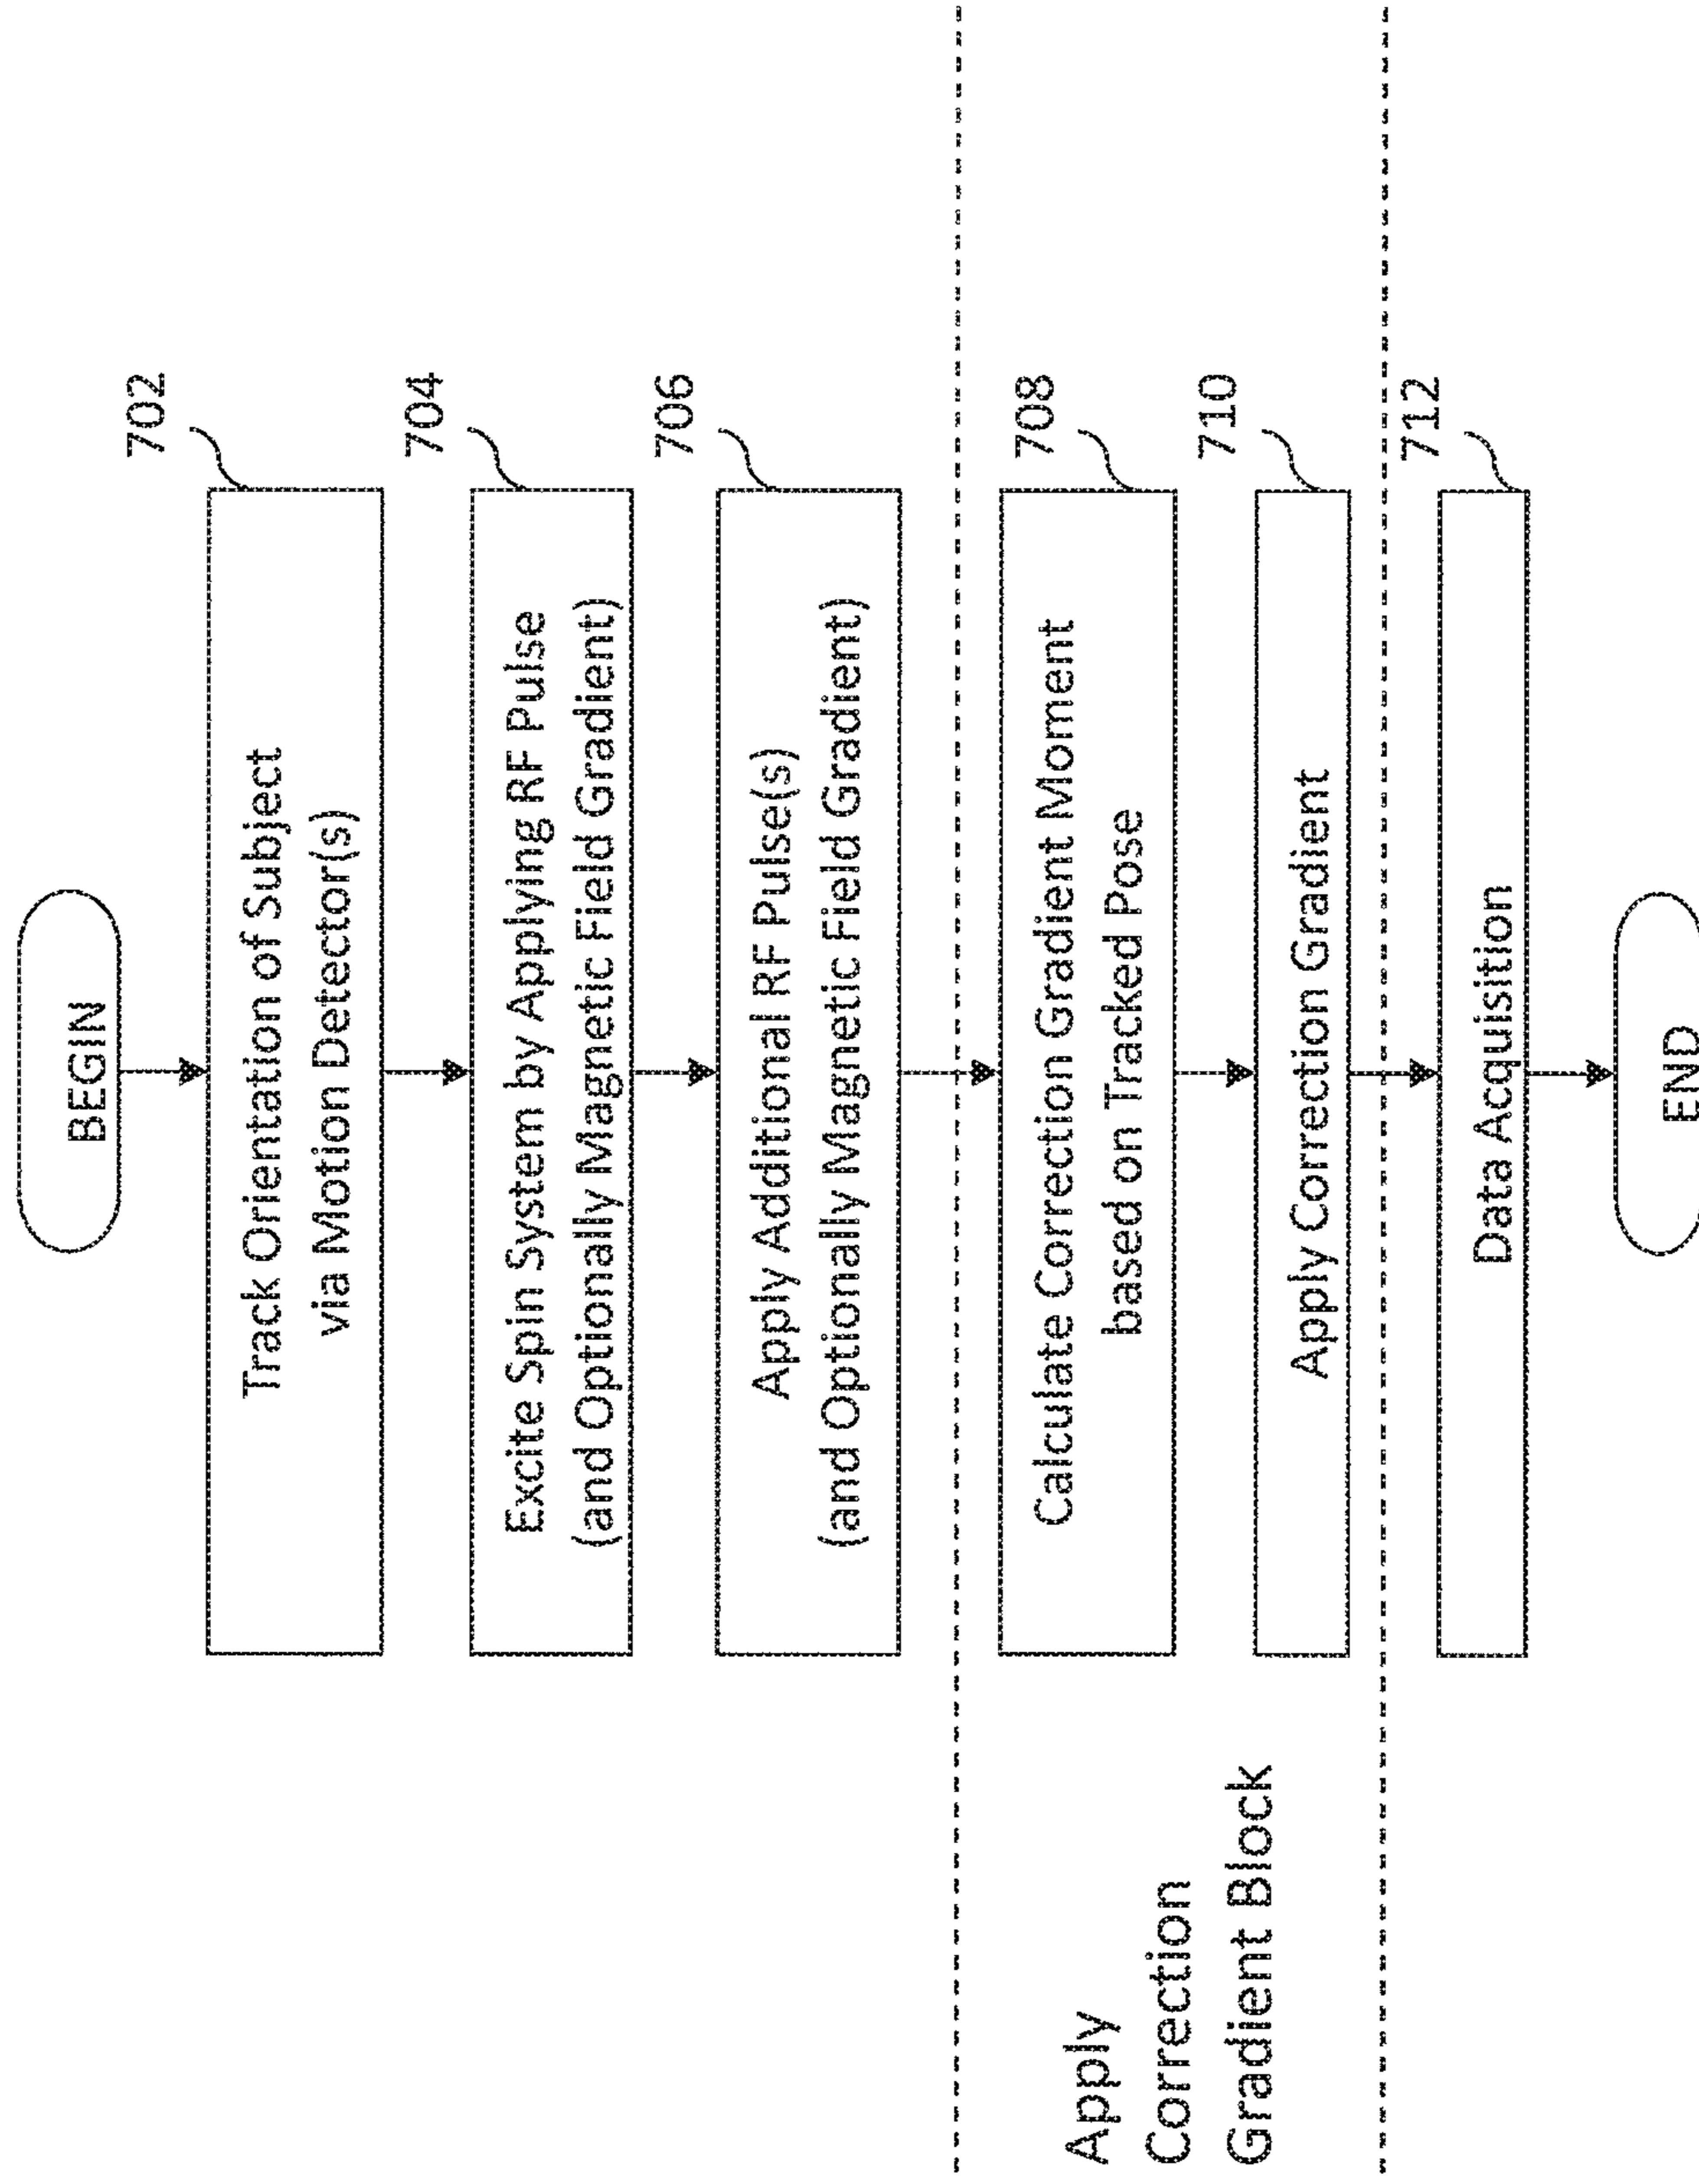 BEGIN
702
Track Orientation of Subject
via Motion Detector(s)
704
Excite Spin System by Applying RF Pulse
(and Optionally Magnetic Field Gradient)
706
Apply Additional RF Pulse(s)
(and Optionally Magnetic Field Gradient)
Apply
Correction
Gradient Block
708
Calculate Correction Gradient Moment
based on Tracked Pose
710
Apply Correction Gradient
712
Data Acquisition
END